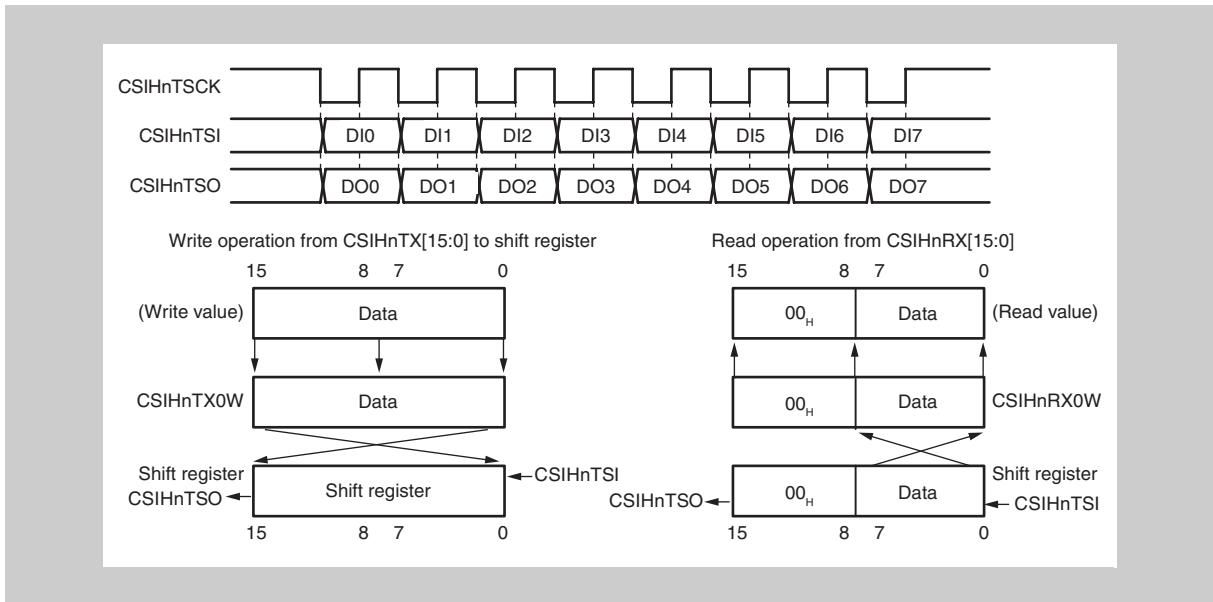 CSIHnTSCK
CSIHnTSI DI0 DI1 DI2 DI3 DI4 DI5 DI6 DI7
CSIHnTSO DO0 DO1 DO2 DO3 DO4 DO5 DO6 DO7
Write operation from CSIHnTX[15:0] to shift register
15 8 7 0
(Write value) Data
CSIHnTX0W Data
Shift register
CSIHnTSO Shift register CSIHnTSI
15 8 7 0
Read operation from CSIHnRX[15:0]
15 8 7 0
00H Data (Read value)
00H Data CSIHnRX0W
Shift register
CSIHnTSO 00H Data CSIHnTSI
15 8 7 0